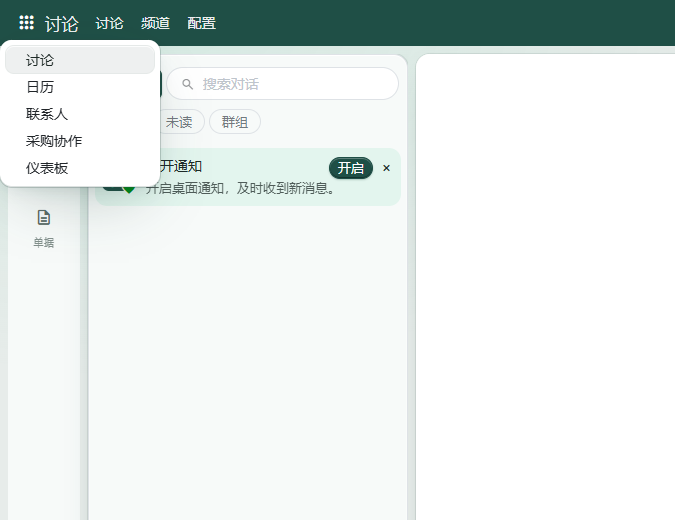 讨论 讨论 频道 配置
讨论
日历
联系人
采购协作
仪表板
搜索对话
未读 群组
开通知 开启 ×
开启桌面通知，及时收到新消息。
单据